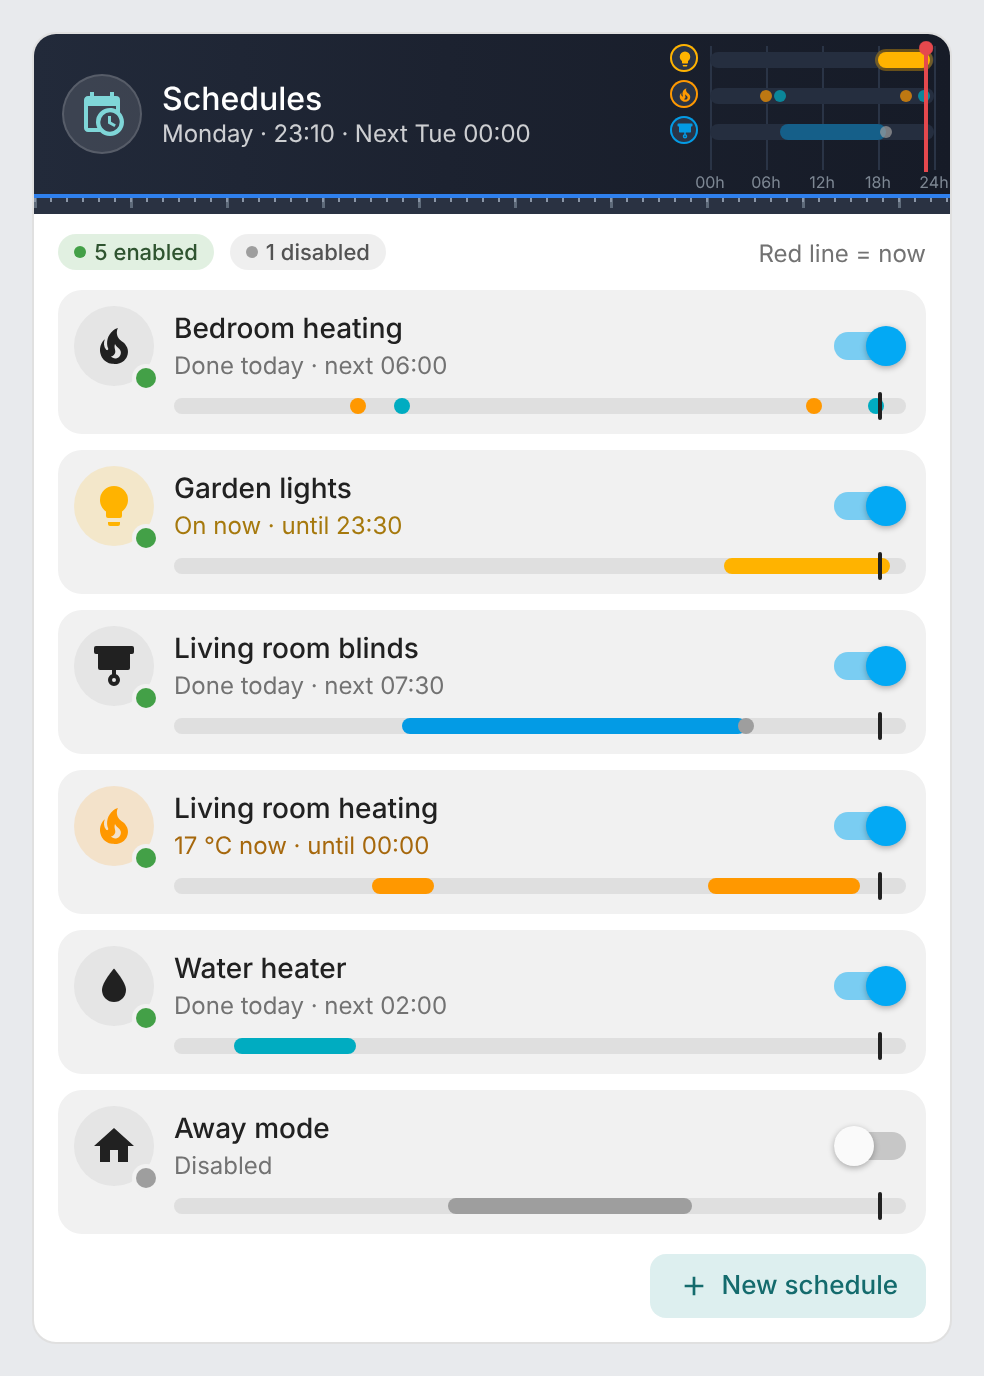 Schedules
Monday · 23:10 · Next Tue 00:00
00h 06h 12h 18h 24h
5 enabled
1 disabled
Red line = now
Bedroom heating
Done today · next 06:00
Garden lights
On now · until 23:30
Living room blinds
Done today · next 07:30
Living room heating
17 °C now · until 00:00
Water heater
Done today · next 02:00
Away mode
Disabled
+ New schedule